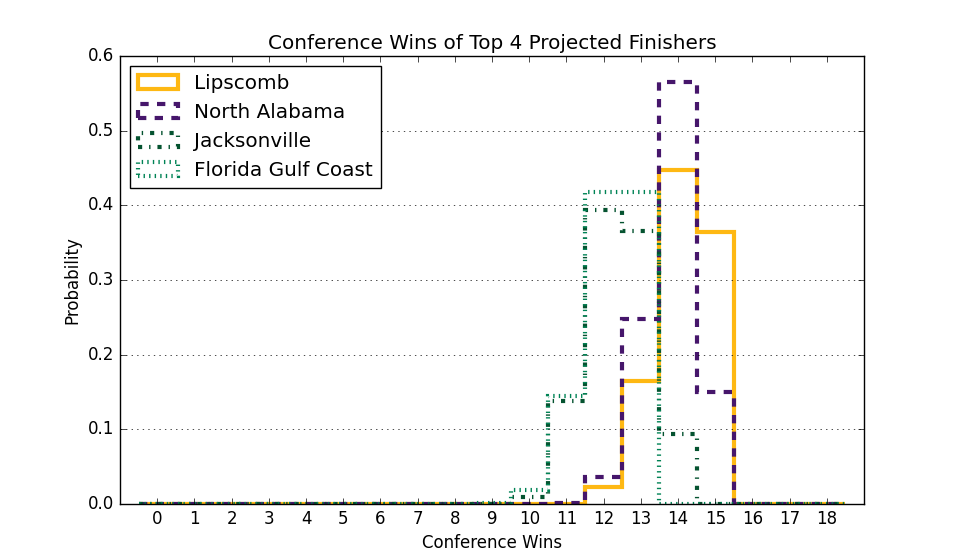 Conference Wins of Top 4 Projected Finishers
0.6
0.5
0.4
0.3
0.2
0.1
0.0
Probability
Lipscomb
North Alabama
Jacksonville
Florida Gulf Coast
0 1 2 3 4 5 6 7 8 9 10 11 12 13 14 15 16 17 18
Conference Wins